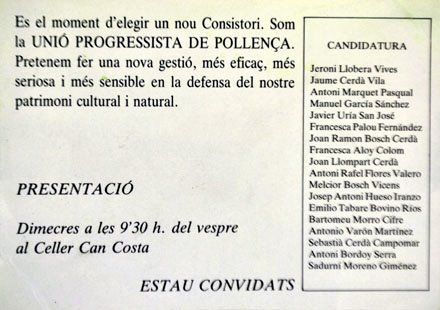 Es el moment d'elegir un nou Consistori. Som
la UNIÓ PROGRESSISTA DE POLLENÇA.
Pretenem fer una nova gestió, més eficaç, més
seriosa i més sensible en la defensa del nostre
patrimoni cultural i natural.
PRESENTACIÓ
Dimecres a les 9'30 h. del vespre
al Celler Can Costa
ESTAU CONVIDATS
CANDIDATURA
Jeroni Llobera Vives
Jaume Cerdà Vila
Antoni Marquet Pasqual
Manuel García Sánchez
Javier Uría San José
Francesca Palou Fernández
Joan Ramon Bosch Cerdà
Francesca Aloy Colom
Joan Llompart Cerdà
Antoni Rafel Flores Valero
Melcior Bosch Vicens
Josep Antoni Hueso Iranzo
Emilio Tabare Bovino Ríos
Bartomeu Morro Cifre
Antonio Varón Martínez
Sebastià Cerdà Campomar
Antoni Bordoy Serra
Sadurní Moreno Giménez